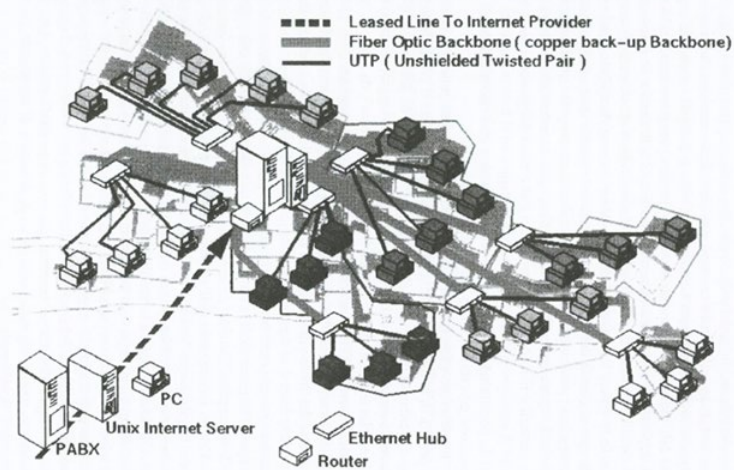 Leased Line To Internet Provider
Fiber Optic Backbone ( copper back-up Backbone)
UTP ( Unshielded Twisted Pair )
PC
Unix Internet Server
PABX
Ethernet Hub
Router